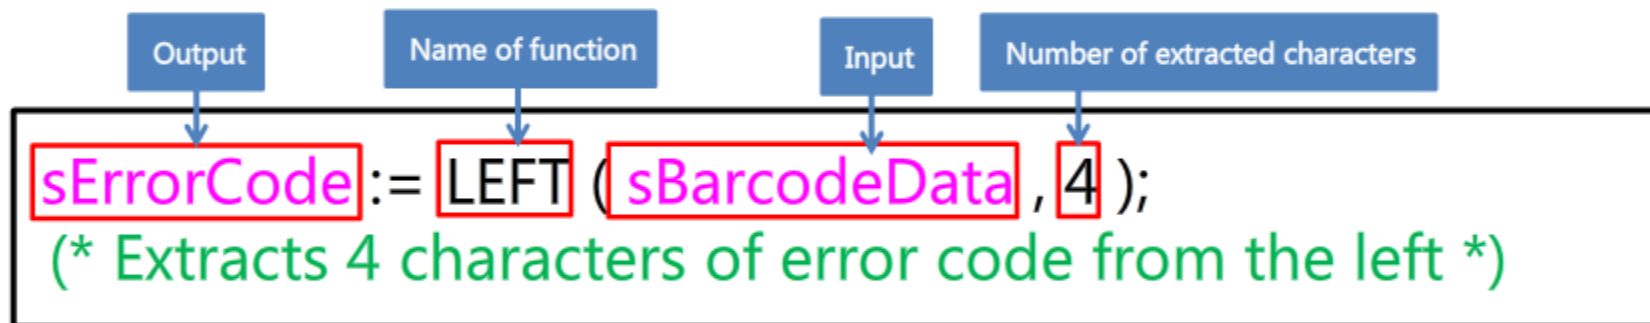 Output
Name of function
Input
Number of extracted characters
sErrorCode := LEFT ( sBarcodeData , 4 );
(* Extracts 4 characters of error code from the left *)